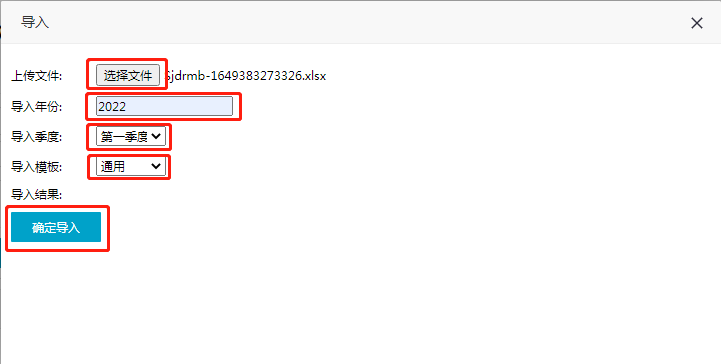 导入
上传文件: 选择文件 sjdrmb-1649383273326.xlsx
导入年份: 2022
导入季度: 第一季度
导入模板: 通用
导入结果:
确定导入